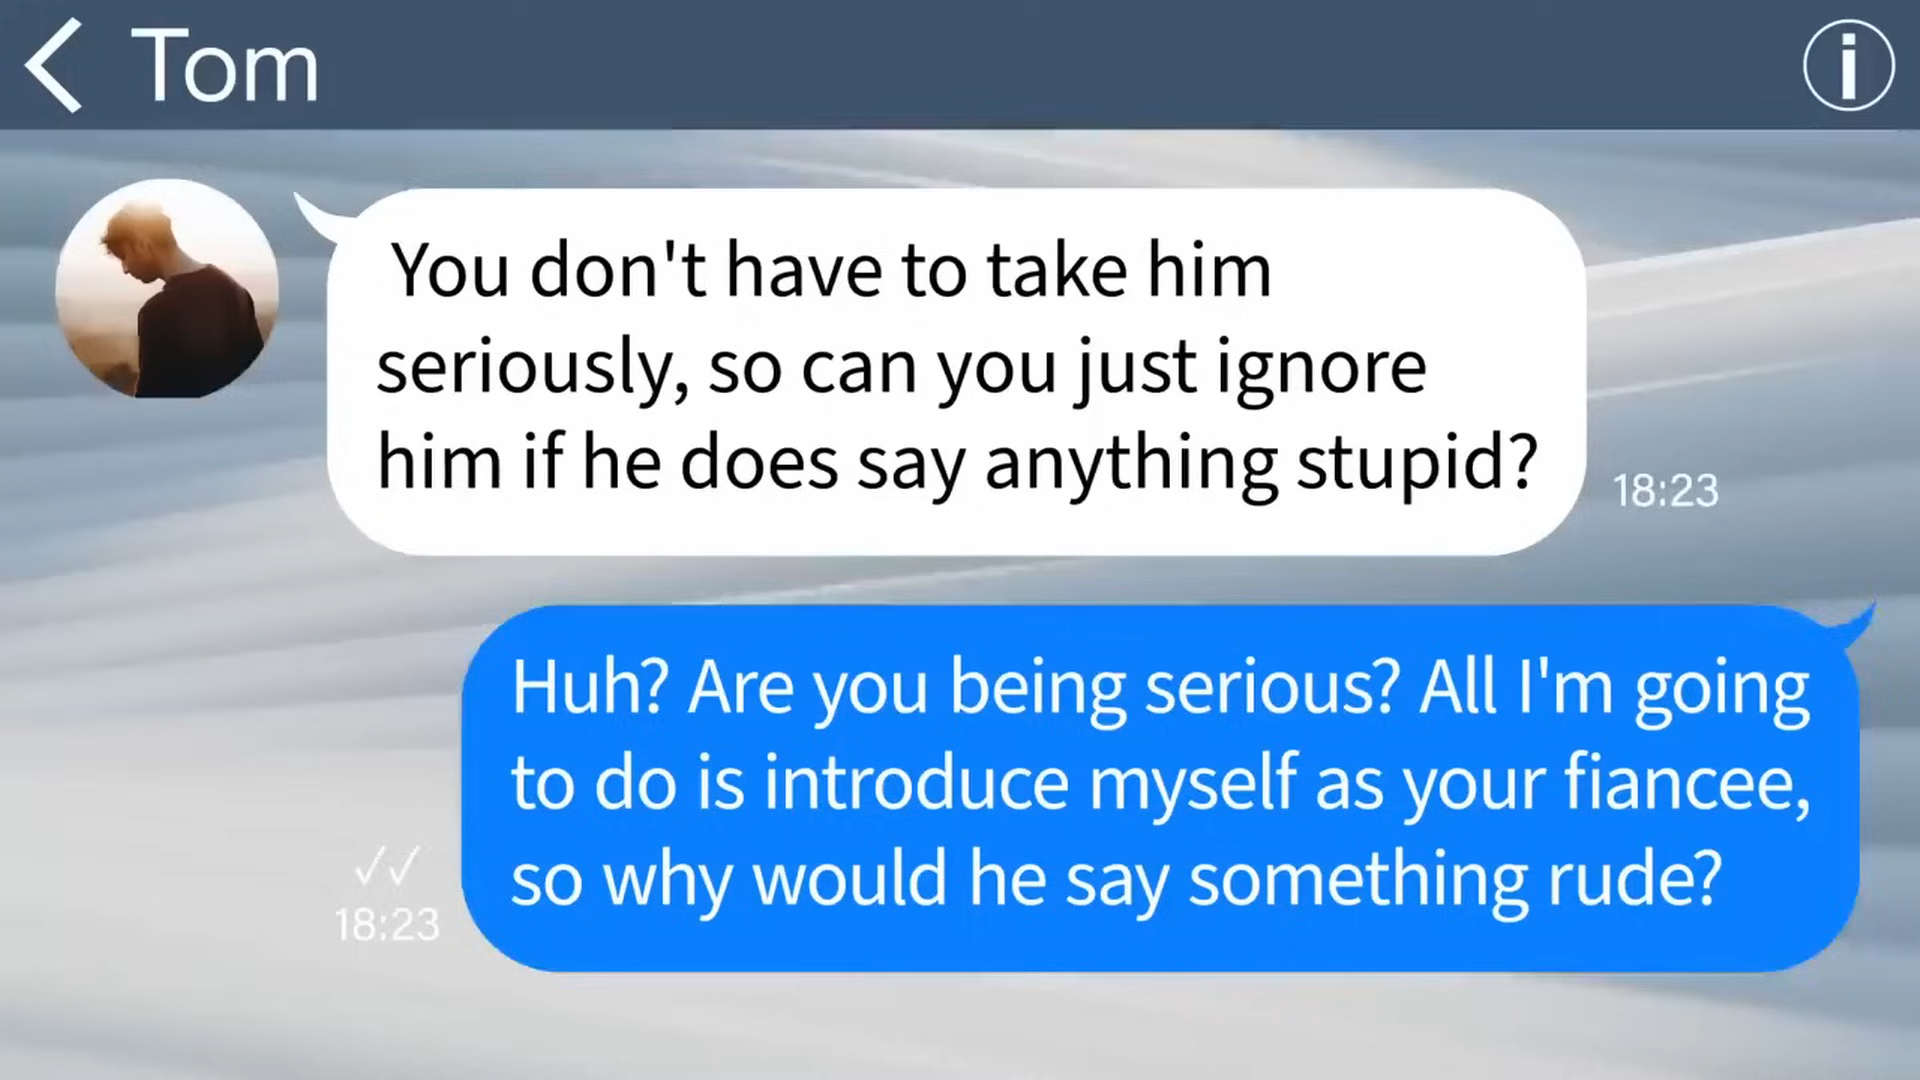 Tom
You don't have to take him
seriously, so can you just ignore
him if he does say anything stupid?
18:23
Huh? Are you being serious? All I'm going
to do is introduce myself as your fiancee,
so why would he say something rude?
18:23